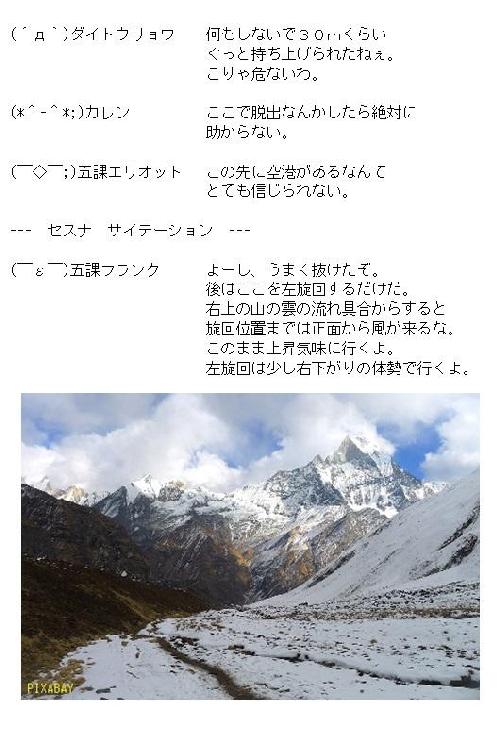 (´д｀)ダイトウリョウ　何もしないで３０ｍくらい
ぐっと持ち上げられたねぇ。
こりゃ危ないわ。
(*＾-＾*;)カレン　ここで脱出なんかしたら絶対に
助からない。
(￣◇￣;)五課エリオット　この先に空港があるなんて
とても信じられない。
---　セスナ　サイテーション　---
(￣ε￣)五課フランク　よーし、うまく抜けたぞ。
後はここを左旋回するだけだ。
右上の山の雲の流れ具合からすると
旋回位置までは正面から風が来るな。
このまま上昇気味に行くよ。
左旋回は少し右下がりの体勢で行くよ。
PIXABAY